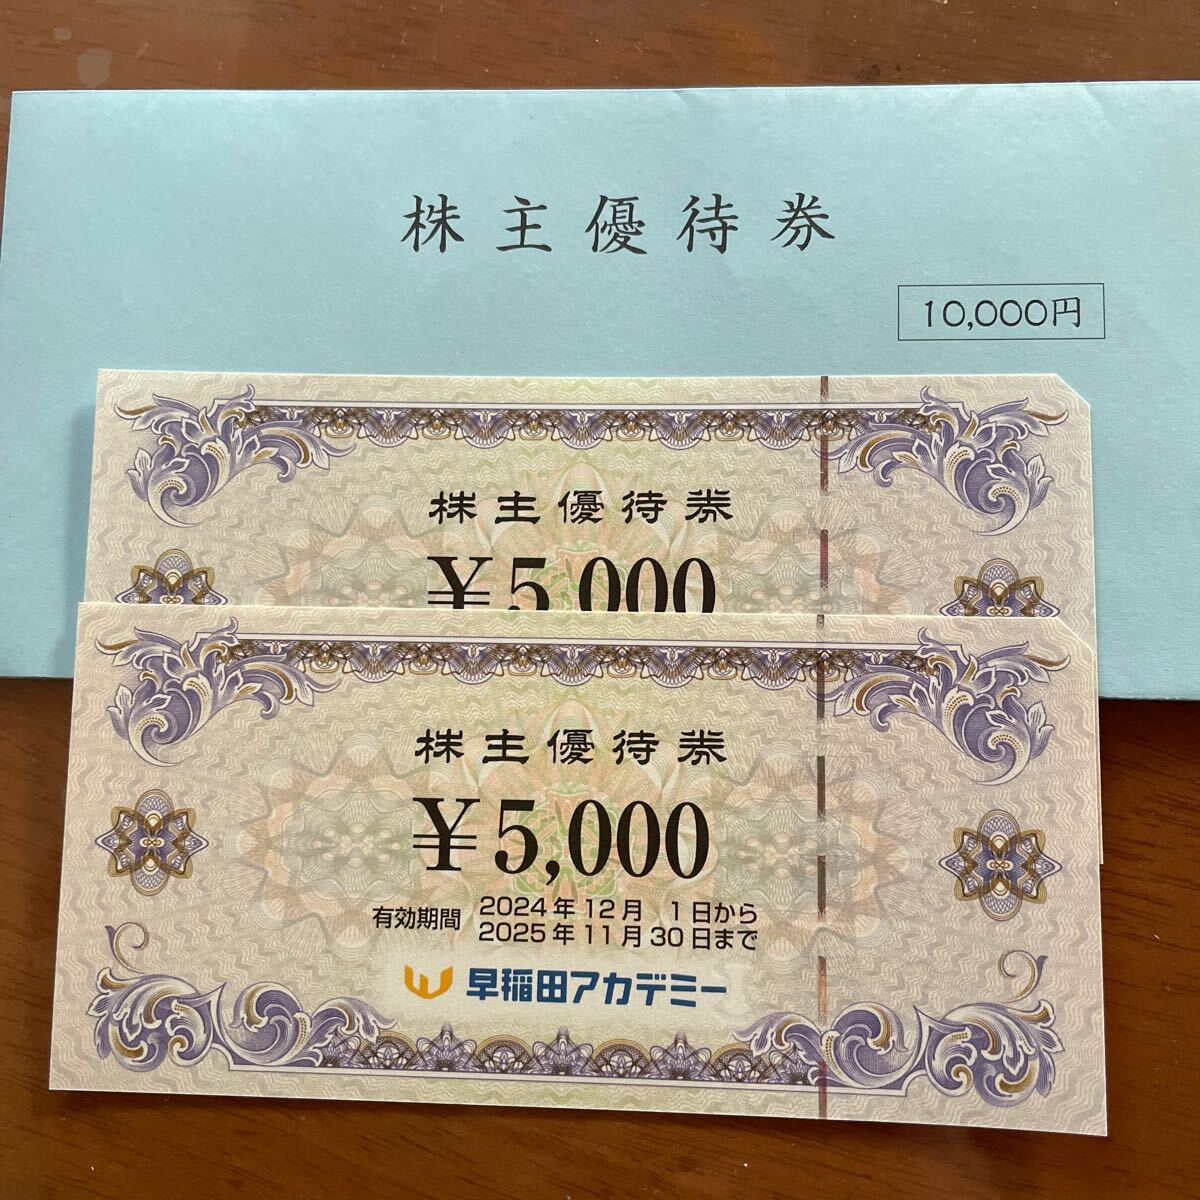 株主優待券
10,000円
株主優待券
¥5,000
株主優待券
¥5,000
有効期間 2024年12月 1日から
2025年11月30日まで
早稲田アカデミー